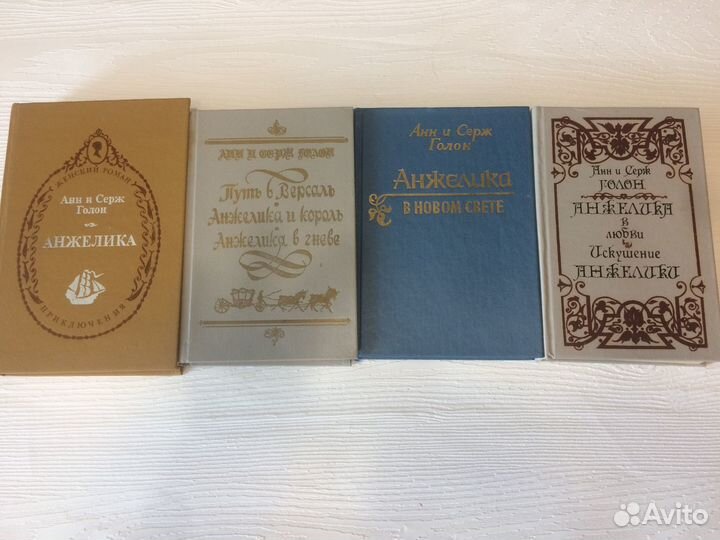 ЖЕНСКИЙ РОМАН
Анн и Серж
Голон
АНЖЕЛИКА
ПРИКЛЮЧЕНИЯ
АНН И СЕРЖ ГОЛОН
Путь в Версаль
Анжелика и король
Анжелика в гневе
Анн и Серж
Голон
Анжелика
В НОВОМ СВЕТЕ
Анн и Серж
ГОЛОН
АНЖЕЛИКА
в
любви
Искушение
АНЖЕЛИКИ
Avito